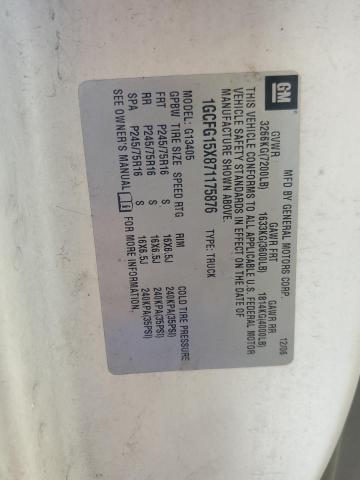 GM
MFD BY GENERAL MOTORS CORP. 12/06
GVWR GAWR FRT GAWR RR
3266KG(7200LB) 1633KG(3600LB) 1814KG(4000LB)
THIS VEHICLE CONFORMS TO ALL APPLICABLE U.S. FEDERAL MOTOR
VEHICLE SAFETY STANDARDS IN EFFECT ON THE DATE OF
MANUFACTURE SHOWN ABOVE.
1GCFG15X871175876 TYPE: TRUCK
MODEL: G13405
GPBW TIRE SIZE SPEED RTG RIM COLD TIRE PRESSURE
FRT P245/75R16 S 16X6.5J 240KPA(35PSI)
RR P245/75R16 S 16X6.5J 240KPA(35PSI)
SPA P245/75R16 S 16X6.5J 240KPA(35PSI)
SEE OWNER'S MANUAL FOR MORE INFORMATION.